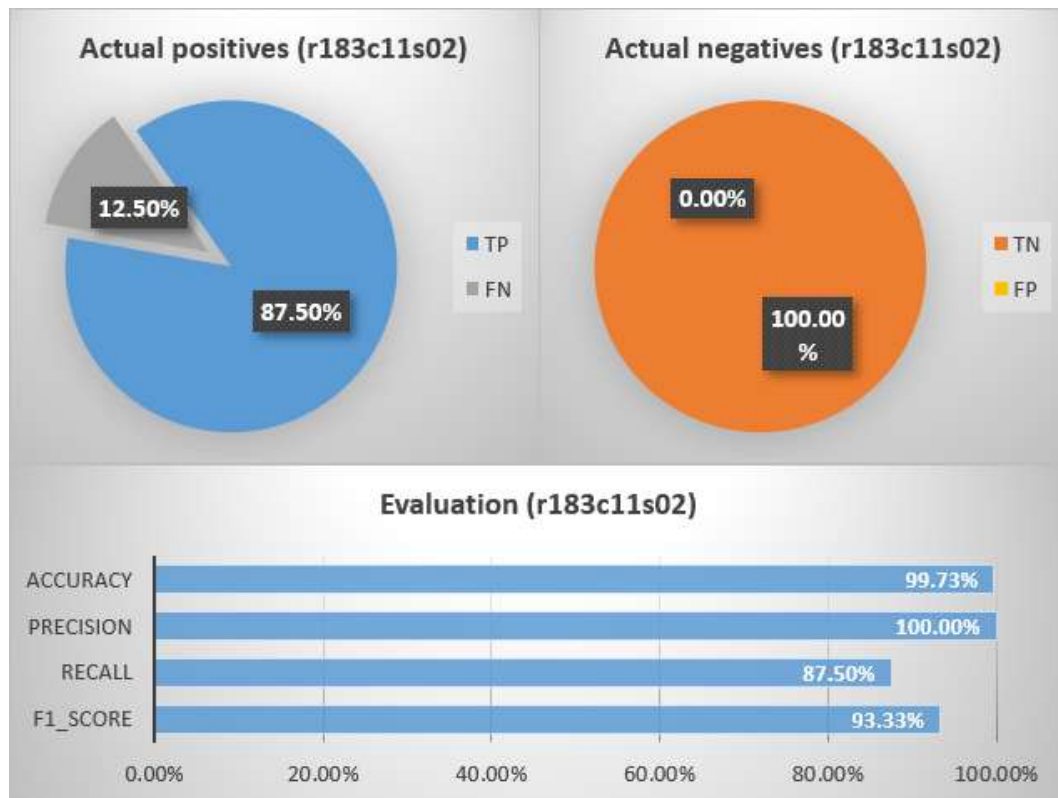 Actual positives (r183c11s02)
12.50%
87.50%
TP
FN
Actual negatives (r183c11s02)
0.00%
100.00
%
TN
FP
Evaluation (r183c11s02)
ACCURACY
99.73%
PRECISION
100.00%
RECALL
87.50%
F1_SCORE
93.33%
0.00% 20.00% 40.00% 60.00% 80.00% 100.00%